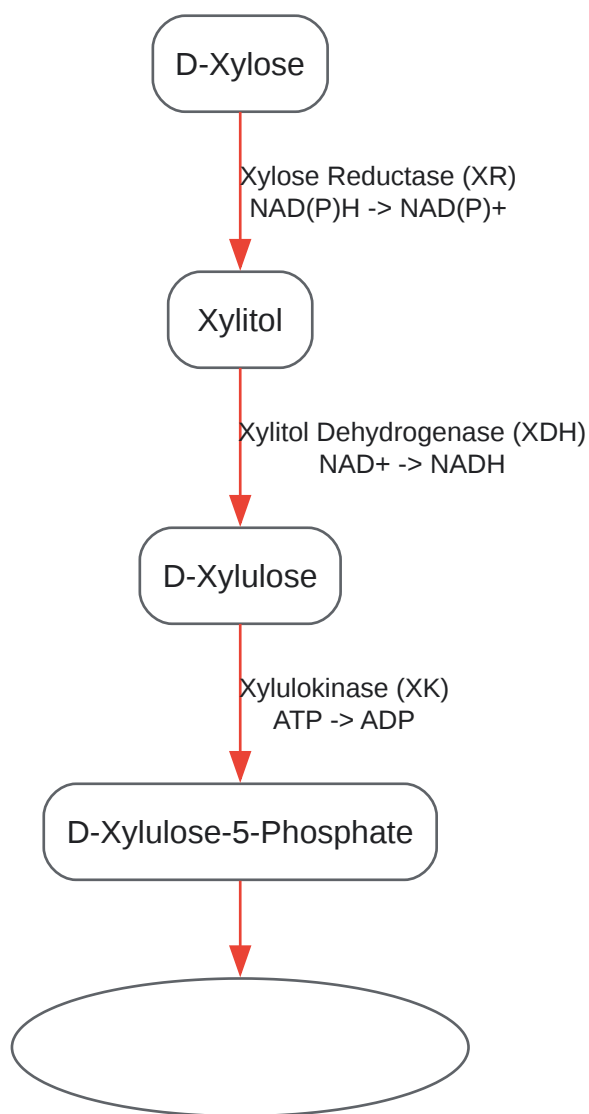 D-Xylose
Xylose Reductase (XR)
NAD(P)H -> NAD(P)+
Xylitol
Xylitol Dehydrogenase (XDH)
NAD+ -> NADH
D-Xylulose
Xylulokinase (XK)
ATP -> ADP
D-Xylulose-5-Phosphate